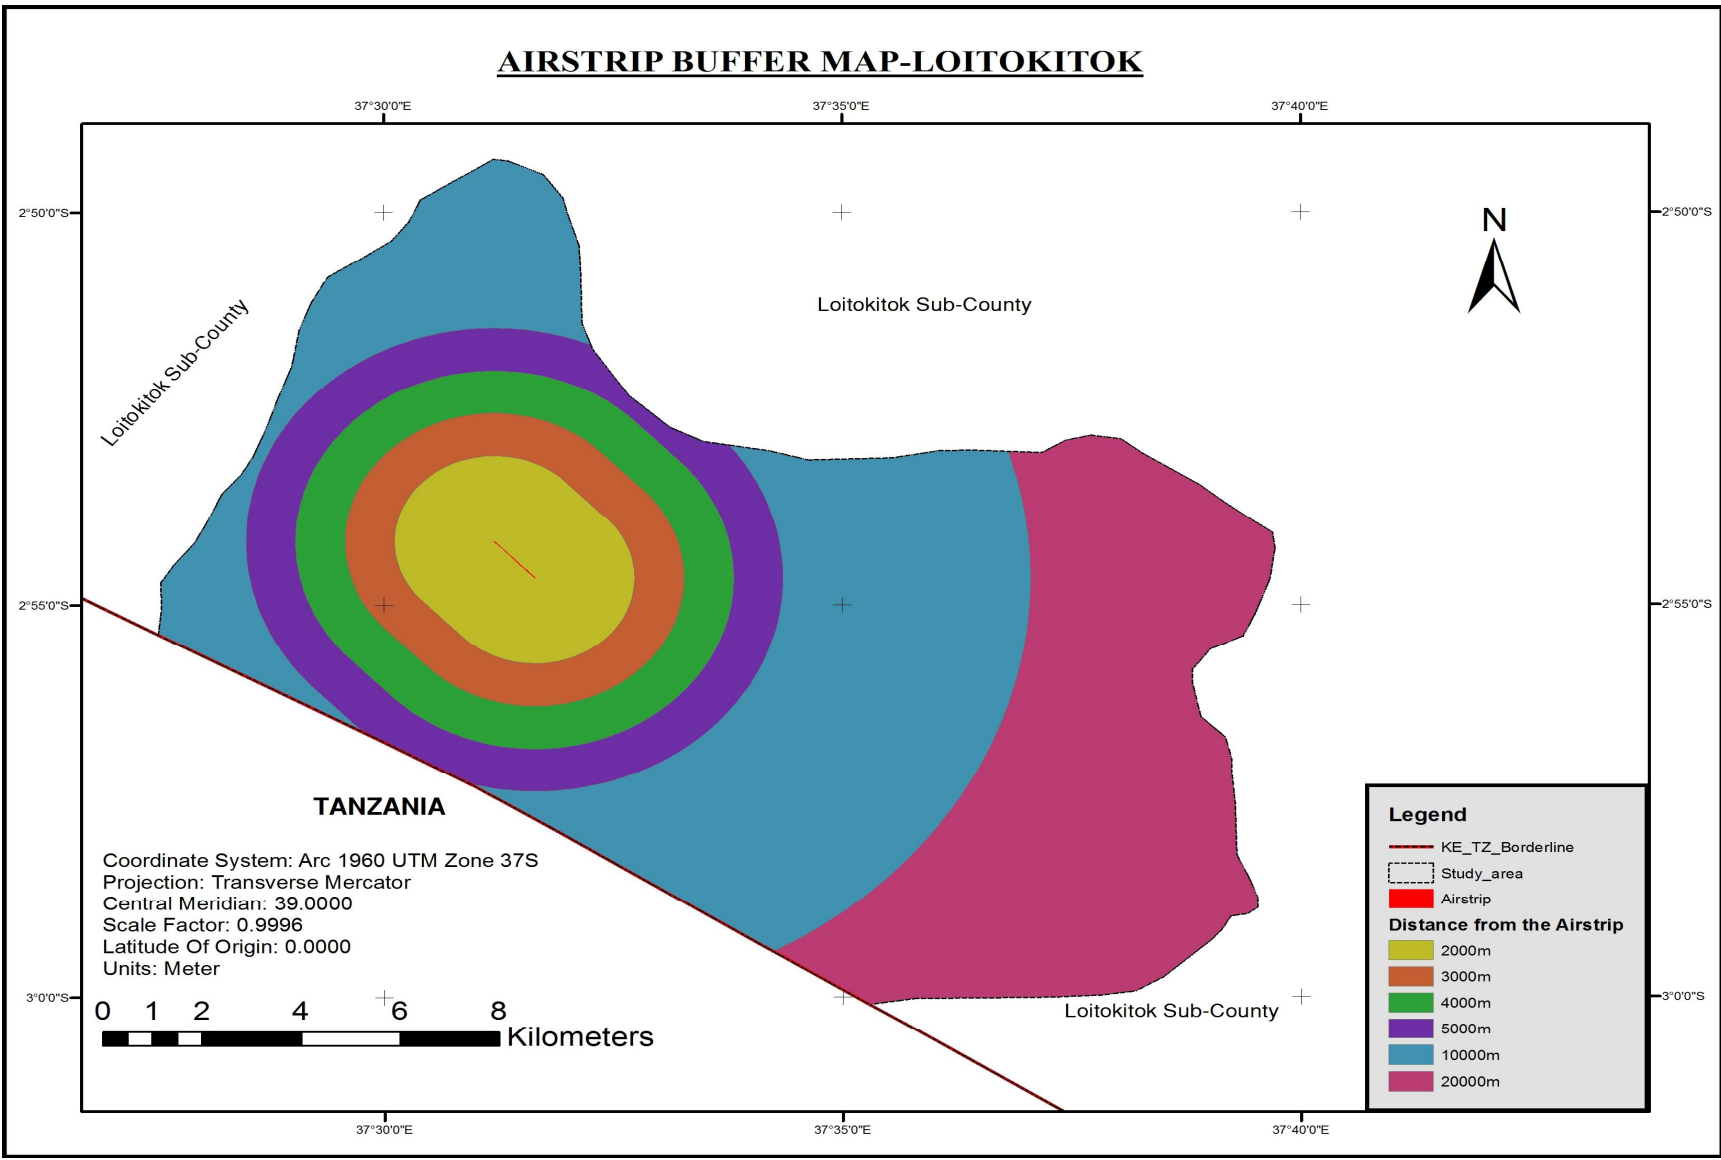 AIRSTRIP BUFFER MAP-LOITOKITOK
37°30'0"E
37°35'0"E
37°40'0"E
2°50'0"S
2°50'0"S
N
Loitokitok Sub-County
Loitokitok Sub-County
2°55'0"S
2°55'0"S
TANZANIA
Coordinate System: Arc 1960 UTM Zone 37S
Projection: Transverse Mercator
Central Meridian: 39.0000
Scale Factor: 0.9996
Latitude Of Origin: 0.0000
Units: Meter
3°0'0"S
3°0'0"S
0 1 2 4 6 8
Kilometers
Loitokitok Sub-County
Legend
KE_TZ_Borderline
Study_area
Airstrip
Distance from the Airstrip
2000m
3000m
4000m
5000m
10000m
20000m
37°30'0"E
37°35'0"E
37°40'0"E